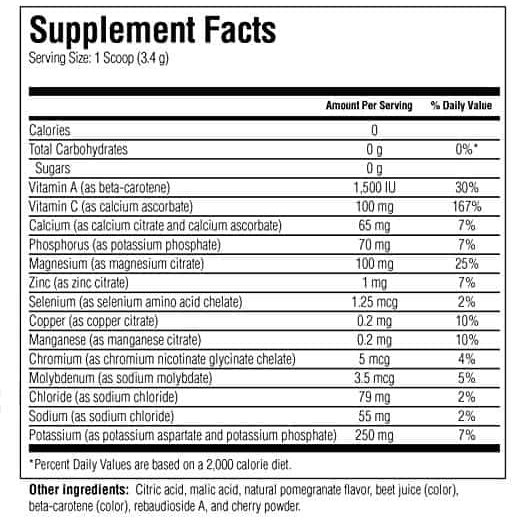 Supplement Facts
Serving Size: 1 Scoop (3.4 g)
Amount Per Serving % Daily Value
Calories 0
Total Carbohydrates 0 g 0%*
Sugars 0 g
Vitamin A (as beta-carotene) 1,500 IU 30%
Vitamin C (as calcium ascorbate) 100 mg 167%
Calcium (as calcium citrate and calcium ascorbate) 65 mg 7%
Phosphorus (as potassium phosphate) 70 mg 7%
Magnesium (as magnesium citrate) 100 mg 25%
Zinc (as zinc citrate) 1 mg 7%
Selenium (as selenium amino acid chelate) 1.25 mcg 2%
Copper (as copper citrate) 0.2 mg 10%
Manganese (as manganese citrate) 0.2 mg 10%
Chromium (as chromium nicotinate glycinate chelate) 5 mcg 4%
Molybdenum (as sodium molybdate) 3.5 mcg 5%
Chloride (as sodium chloride) 79 mg 2%
Sodium (as sodium chloride) 55 mg 2%
Potassium (as potassium aspartate and potassium phosphate) 250 mg 7%
*Percent Daily Values are based on a 2,000 calorie diet.
Other ingredients: Citric acid, malic acid, natural pomegranate flavor, beet juice (color),
beta-carotene (color), rebaudioside A, and cherry powder.